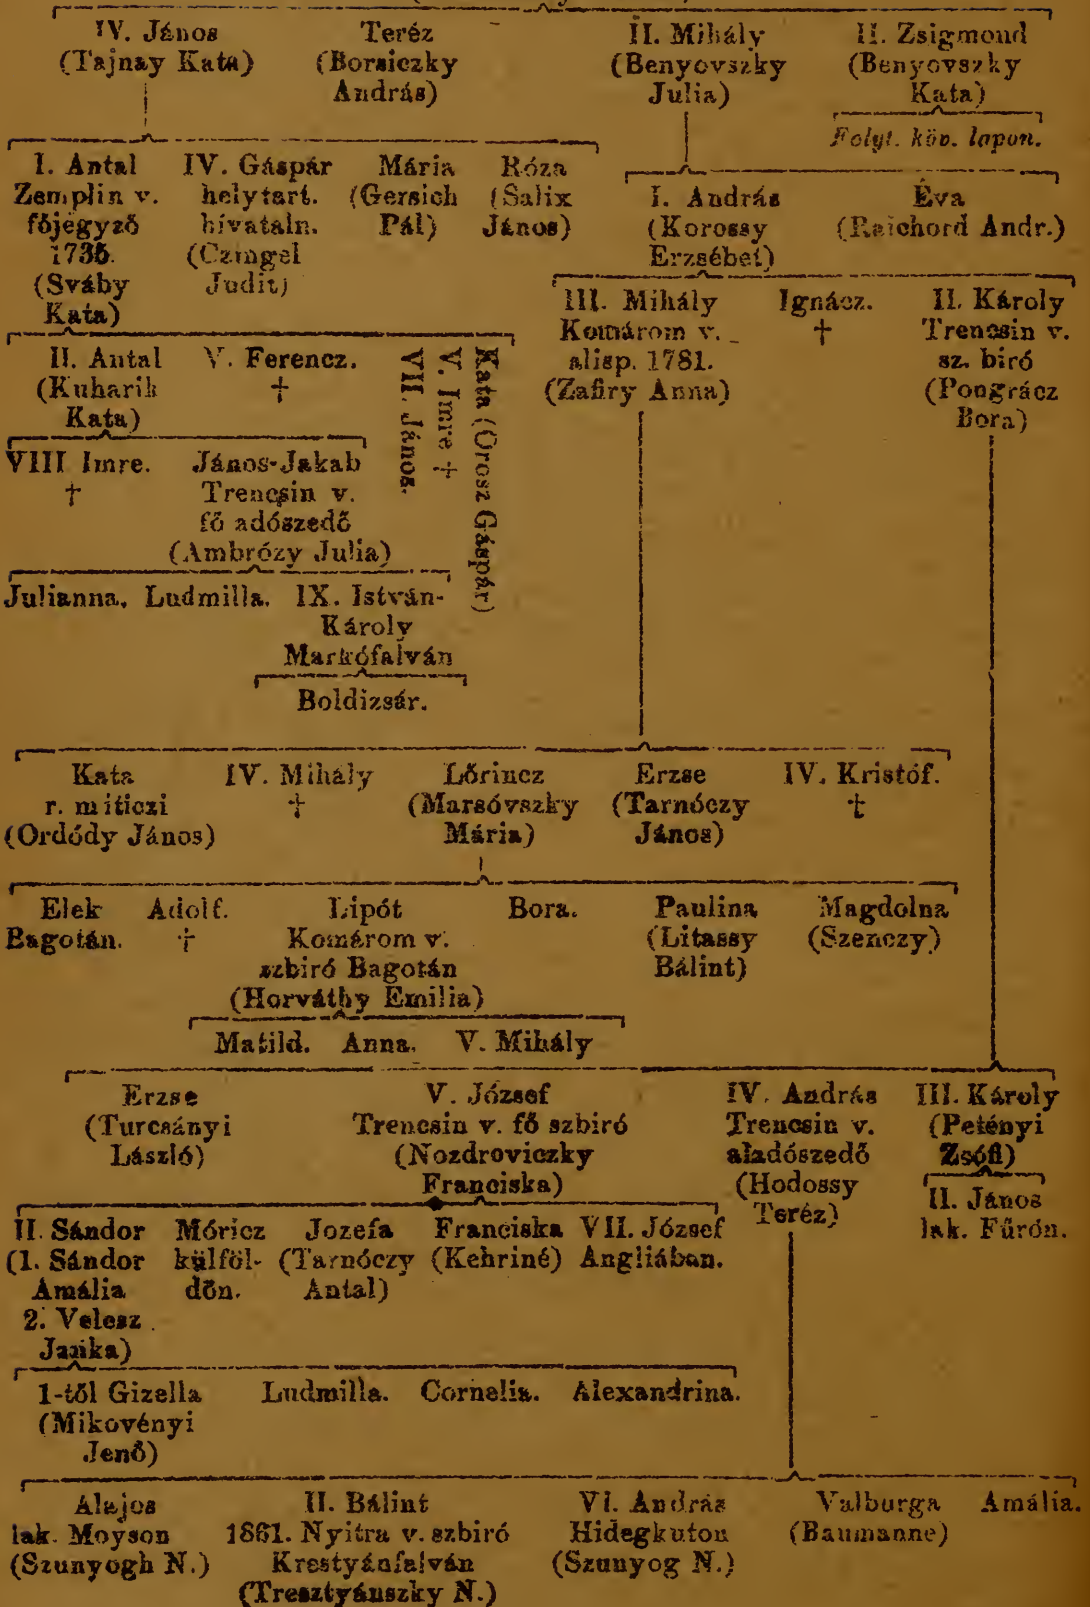 IV. János Teréz II. Mihály II. Zsigmond
(Tajnay Kata) (Borsiczky (Benyovszky (Benyovszky
András) Julia) Kata)
Folyt. köv. lapon.
I. Antal IV. Gáspár Mária Róza
Zemplin v. helytart. (Gersich (Salix
főjegyző hivataln. Pál) János)
1735. (Czingel
(Sváby Judit)
Kata)
I. András Éva
(Korossy (Raichord Andr.)
Erzsébet)
III. Mihály Ignácz. II. Károly
Komárom v. † Trencsin v.
alisp. 1781. sz. biró
(Zafiry Anna) (Pongrácz
Bora)
II. Antal V. Ferencz.
(Kuharik †
Kata)
VII. János.
V. Imre †
Kata (Orosz Gáspár)
VIII Imre. János-Jakab
† Trencsin v.
fő adószedő
(Ambrózy Julia)
Julianna. Ludmilla. IX. István-
Károly
Markófalván
Boldizsár.
Kata IV. Mihály Lőrincz Erzse IV. Kristóf.
r. miticzi † (Marsóvszky (Tarnóczy †
(Ordódy János) Mária) János)
Elek Adolf. Lipót Bora. Paulina Magdolna
Bagotán. † Komárom v. (Litassy (Szenczy)
szbiró Bagotán Bálint)
(Horváthy Emilia)
Matild. Anna. V. Mihály
Erzse V. József IV. András III. Károly
(Turcsányi Trencsin v. fő szbiró Trencsin v. (Petényi
László) (Nozdroviczky aladószedő Zsófi)
Franciska) (Hodossy
Teréz)
II. János
lak. Fűrón.
II. Sándor Móricz Jozefa Franciska VII. József
(1. Sándor külföl- (Tarnóczy (Kehriné) Angliában.
Amália dön. Antal)
2. Velesz
Janka)
1-től Gizella Ludmilla. Cornelia. Alexandrina.
(Mikovényi
Jenő)
Alajos II. Bálint VI. András Valburga Amália.
lak. Moyson 1861. Nyitra v. szbiró Hidegkuton (Baumanne)
(Szunyogh N.) Krestyánfalván (Szunyog N.)
(Tresztyánszky N.)